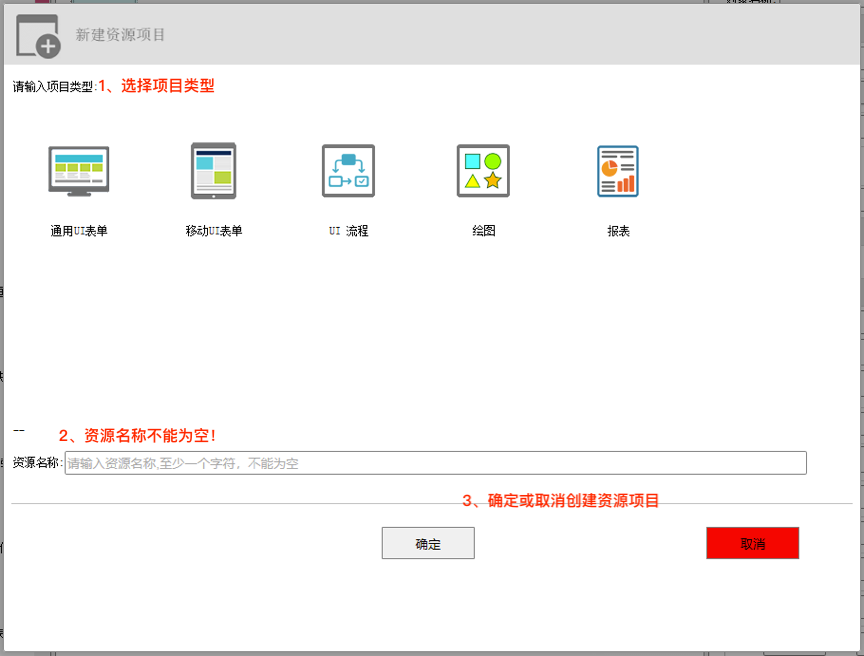 新建资源项目
请输入项目类型:1、选择项目类型
通用UI表单 移动UI表单 UI 流程 绘图 报表
--
2、资源名称不能为空!
资源名称: 请输入资源名称,至少一个字符，不能为空
3、确定或取消创建资源项目
确定 取消